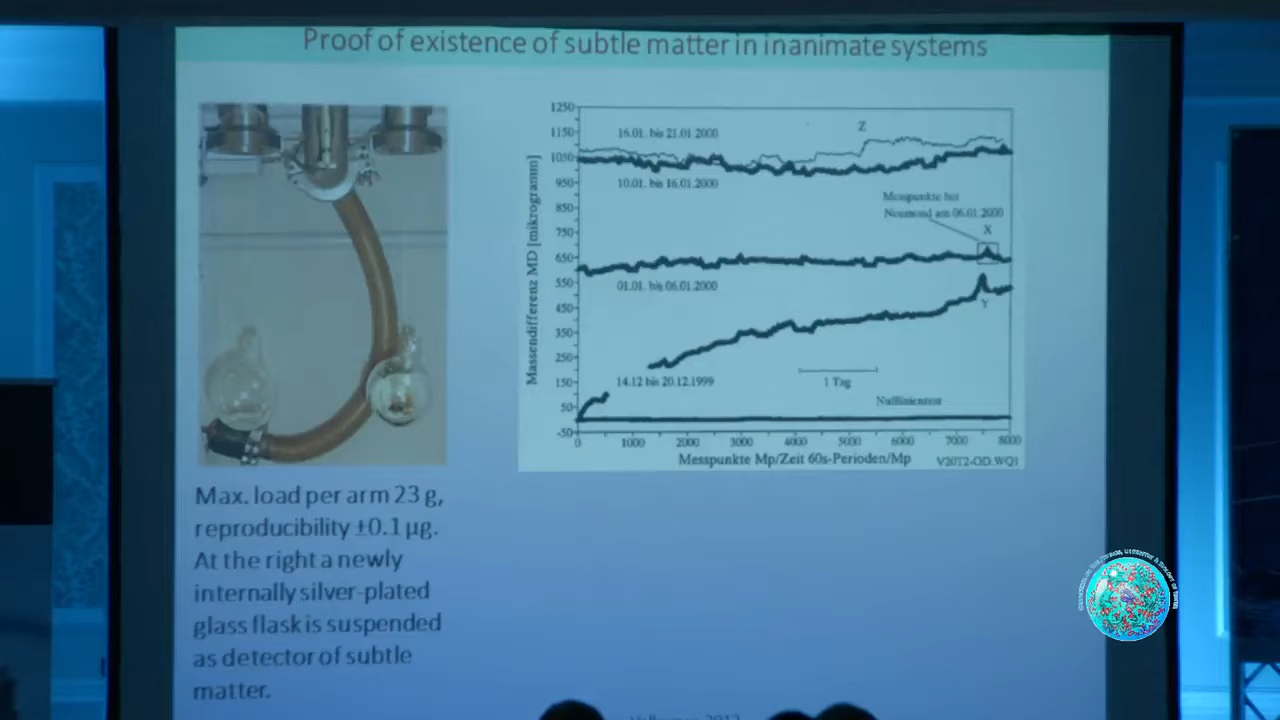 Proof of existence of subtle matter in inanimate systems
Max. load per arm 23 g,
reproducibility ±0.1 µg.
At the right a newly
internally silver-plated
glass flask is suspended
as detector of subtle
matter.
Massendifferenz MD [mikrogramm]
1250
1150
1050
950
850
750
650
550
450
350
250
150
50
-50
16.01. bis 21.01.2000
Z
10.01. bis 16.01.2000
Messpunkte bei
Neumond am 06.01.2000
X
01.01. bis 06.01.2000
Y
14.12 bis 20.12.1999
1 Tag
Nulllinientest
0
1000
2000
3000
4000
5000
6000
7000
8000
Messpunkte Mp/Zeit 60s-Perioden/Mp
V20T2-OD.WQ1